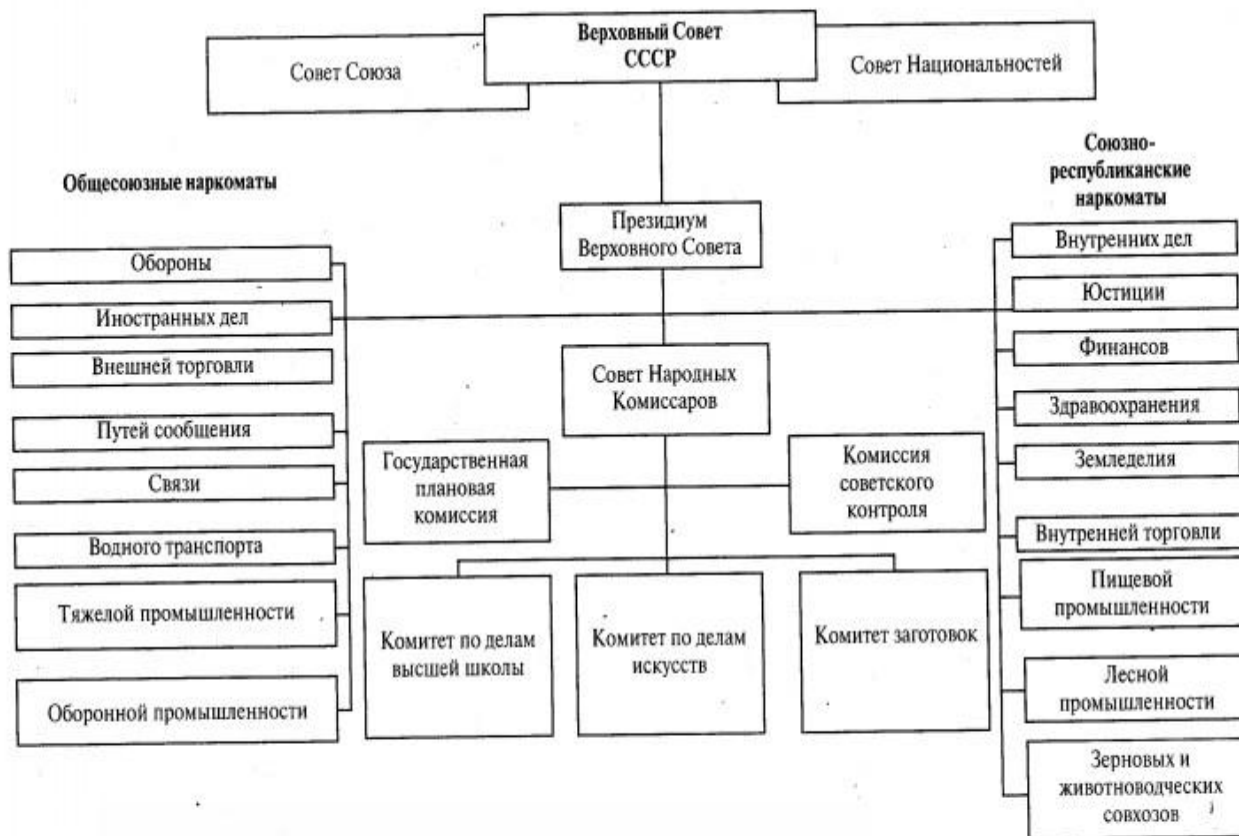 Верховный Совет
СССР
Совет Союза
Совет Национальностей
Общесоюзные наркоматы
Союзно-
республиканские
наркоматы
Президиум
Верховного Совета
Обороны
Иностранных дел
Внешней торговли
Путей сообщения
Связи
Водного транспорта
Тяжелой промышленности
Оборонной промышленности
Совет Народных
Комиссаров
Государственная
плановая
комиссия
Комиссия
советского
контроля
Комитет по делам
высшей школы
Комитет по делам
искусств
Комитет заготовок
Внутренних дел
Юстиции
Финансов
Здравоохранения
Земледелия
Внутренней торговли
Пищевой
промышленности
Лесной
промышленности
Зерновых и
животноводческих
совхозов